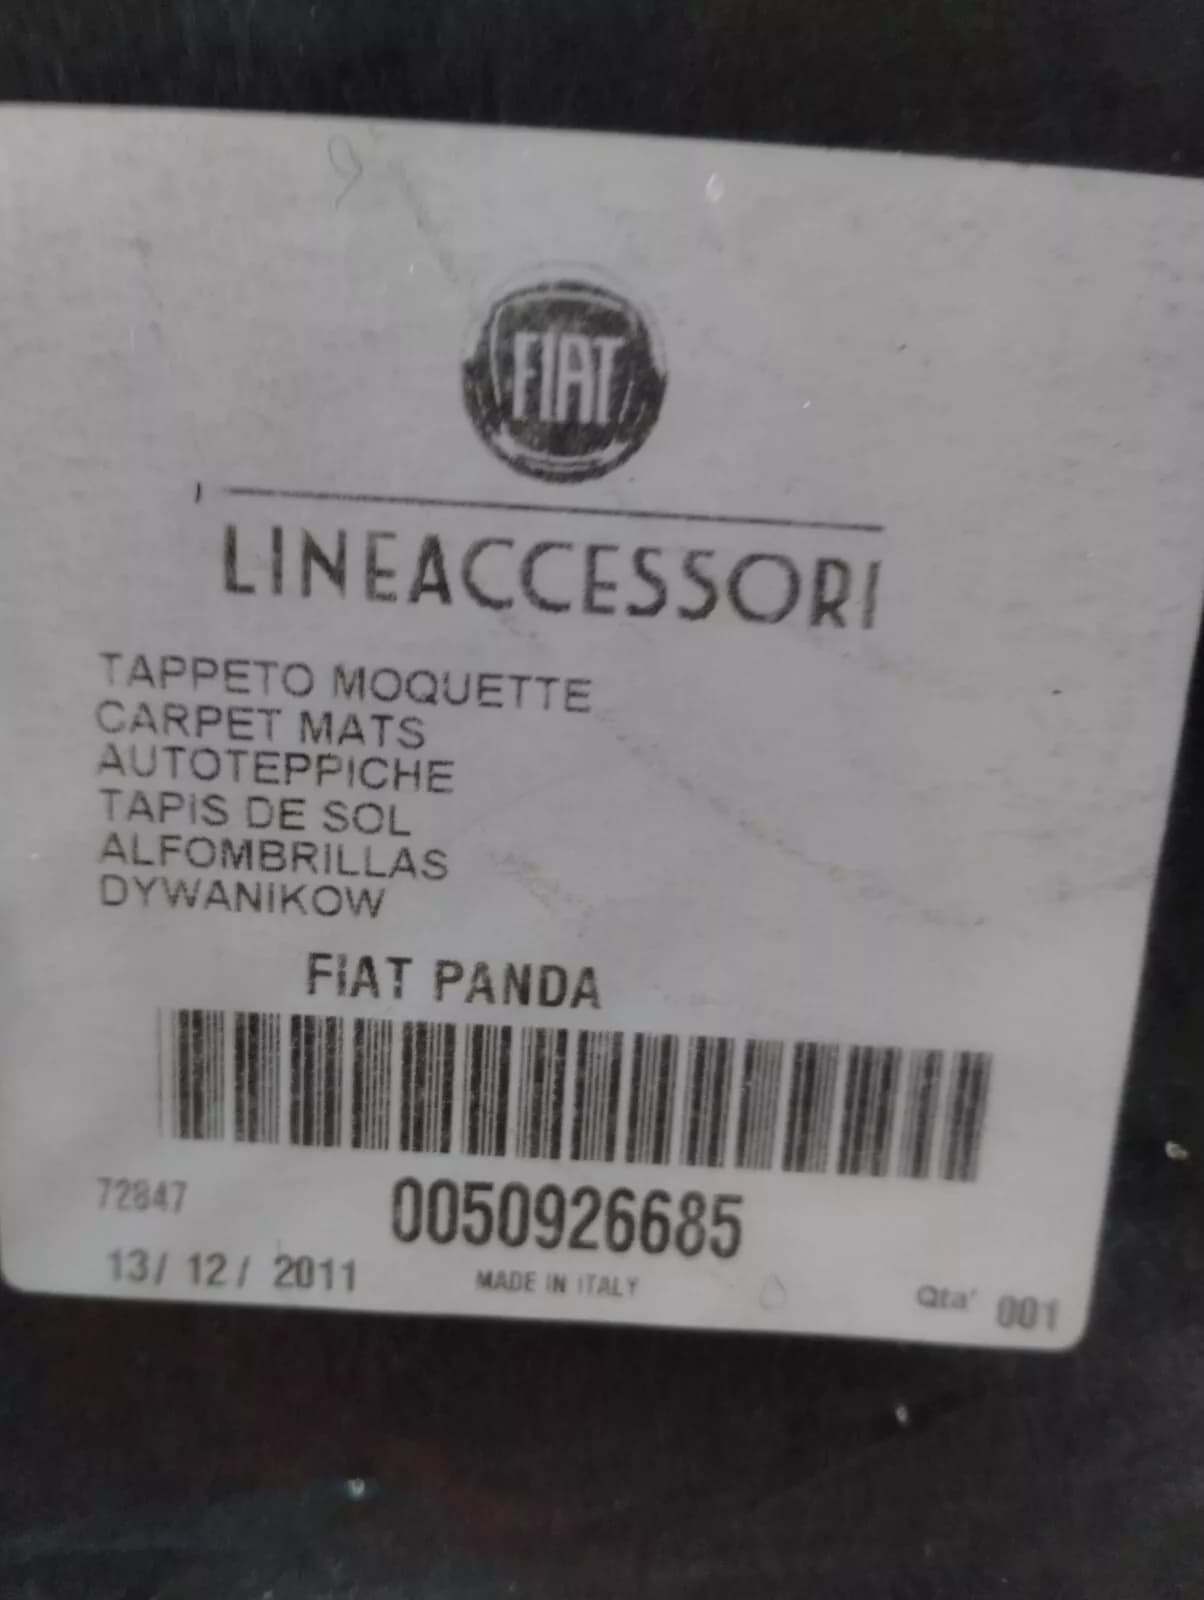 FIAT
LINEACCESSORI
TAPPETO MOQUETTE
CARPET MATS
AUTOTEPPICHE
TAPIS DE SOL
ALFOMBRILLAS
DYWANIKOW
FIAT PANDA
72847
0050926685
13/ 12/ 2011
MADE IN ITALY
Qta' 001